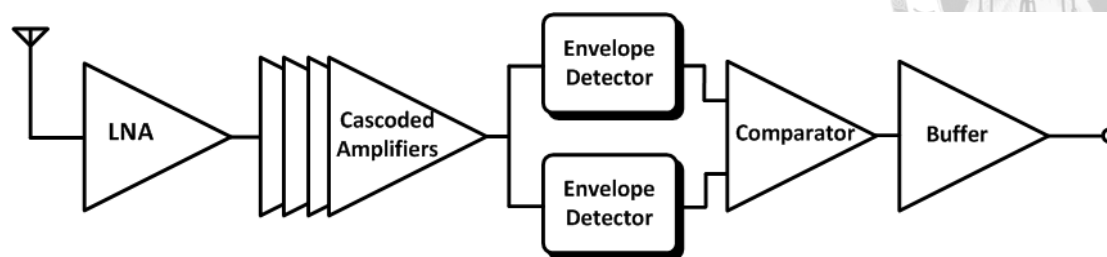 LNA
Cascoded
Amplifiers
Envelope
Detector
Envelope
Detector
Comparator
Buffer